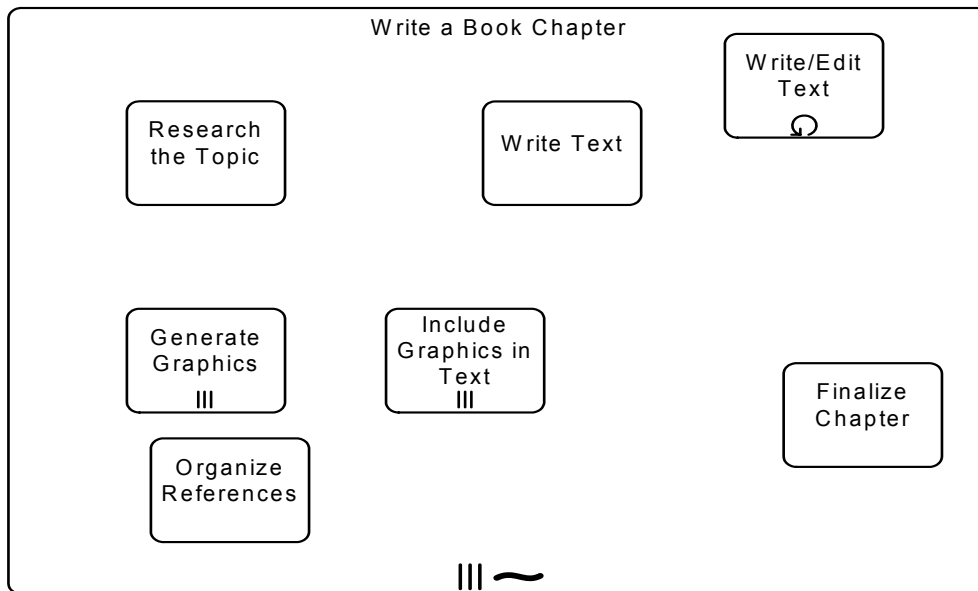 Write a Book Chapter
Write/Edit
Text
Research
the Topic
Write Text
Generate
Graphics
Include
Graphics in
Text
Finalize
Chapter
Organize
References